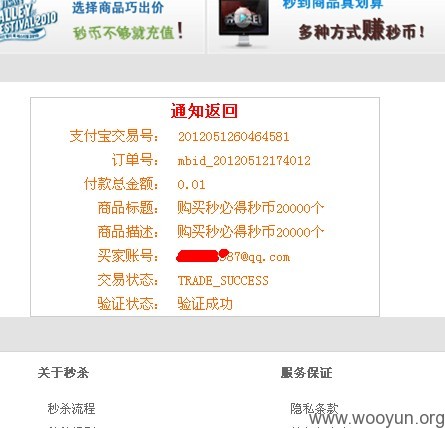 VALLEY
FESTIVAL2010
选择商品巧出价
秒币不够就充值！
秒到商品真划算
多种方式赚秒币！
通知返回
支付宝交易号： 2012051260464581
订单号： mbid_20120512174012
付款总金额： 0.01
商品标题： 购买秒必得秒币20000个
商品描述： 购买秒必得秒币20000个
买家账号： 87@qq.com
交易状态： TRADE_SUCCESS
验证状态： 验证成功
关于秒杀
服务保证
秒杀流程
隐私条款
www.wooyun.org